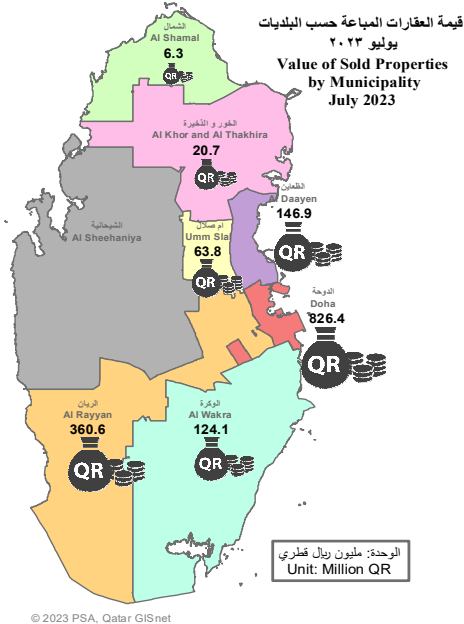 قيمة العقارات المباعة حسب البلديات
يوليو ٢٠٢٣
Value of Sold Properties
by Municipality
July 2023
الشمال
Al Shamal
6.3
QR
الخور و الذخيرة
Al Khor and Al Thakhira
20.7
QR
الظعاين
Al Daayen
146.9
QR
الشيحانية
Al Sheehaniya
ام صلال
Umm Slal
63.8
QR
الدوحة
Doha
826.4
QR
الريان
Al Rayyan
360.6
QR
الوكرة
Al Wakra
124.1
QR
الوحدة: مليون ريال قطري
Unit: Million QR
© 2023 PSA, Qatar GISnet